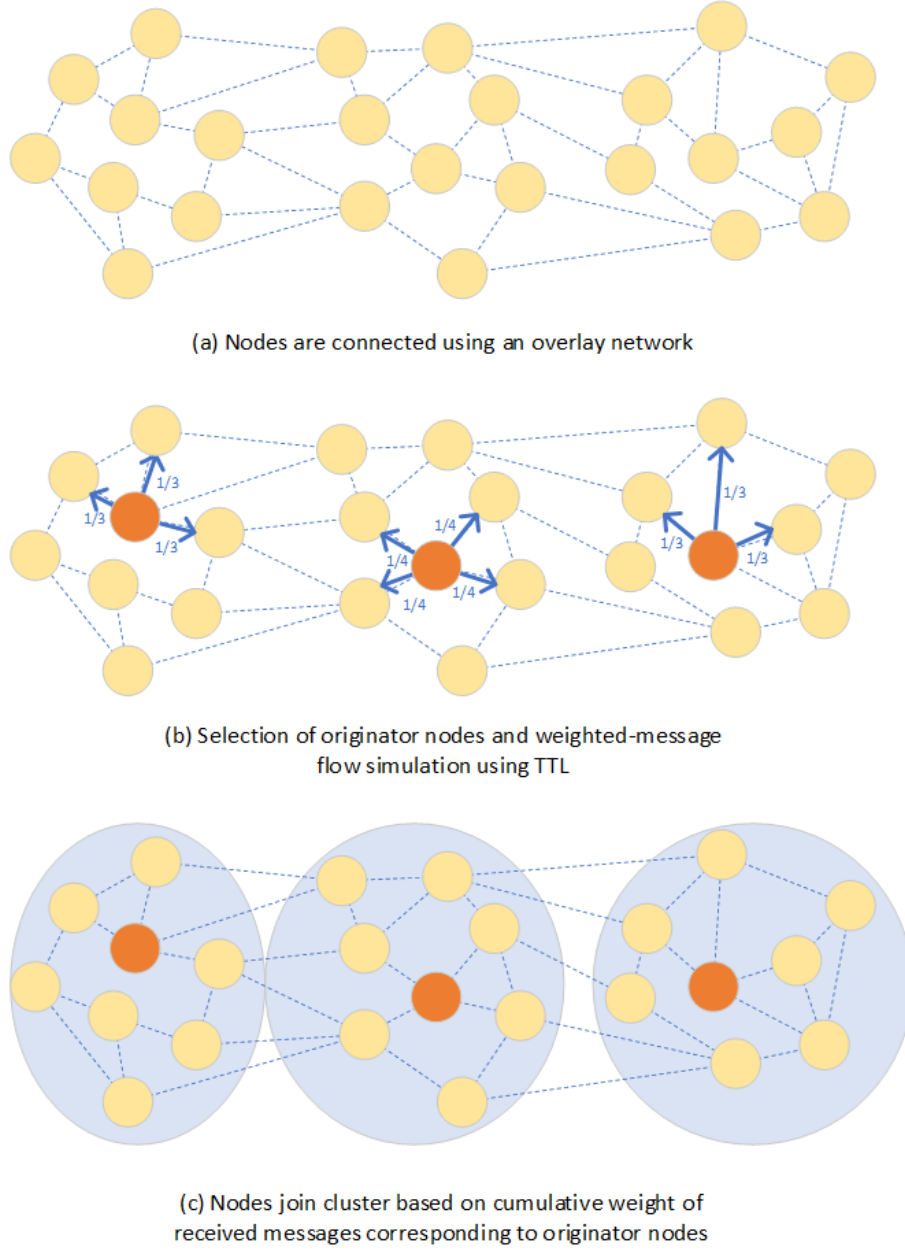 (a) Nodes are connected using an overlay network
1/3
1/3
1/3
1/4
1/4
1/4
1/4
1/3
1/3
1/3
(b) Selection of originator nodes and weighted-message
flow simulation using TTL
(c) Nodes join cluster based on cumulative weight of
received messages corresponding to originator nodes